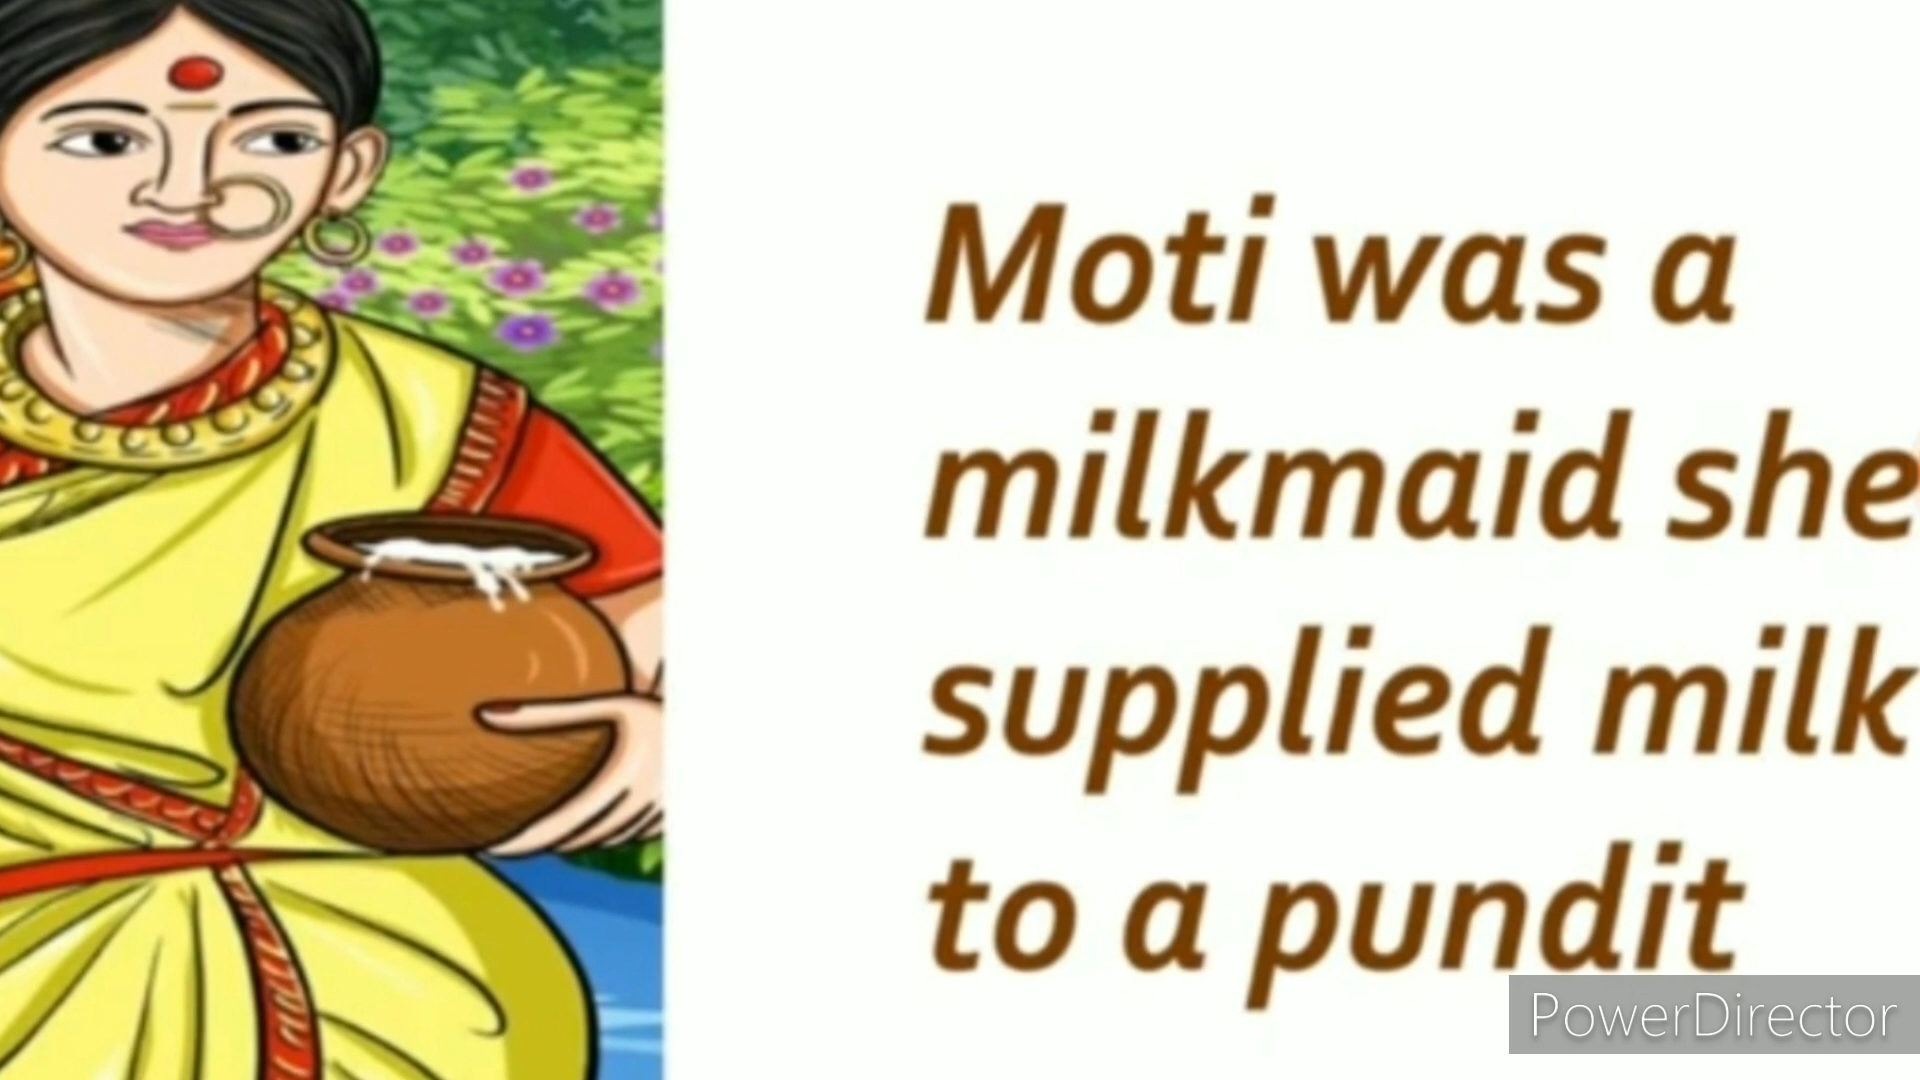 Moti was a
milkmaid she
supplied milk
to a pundit
PowerDirector